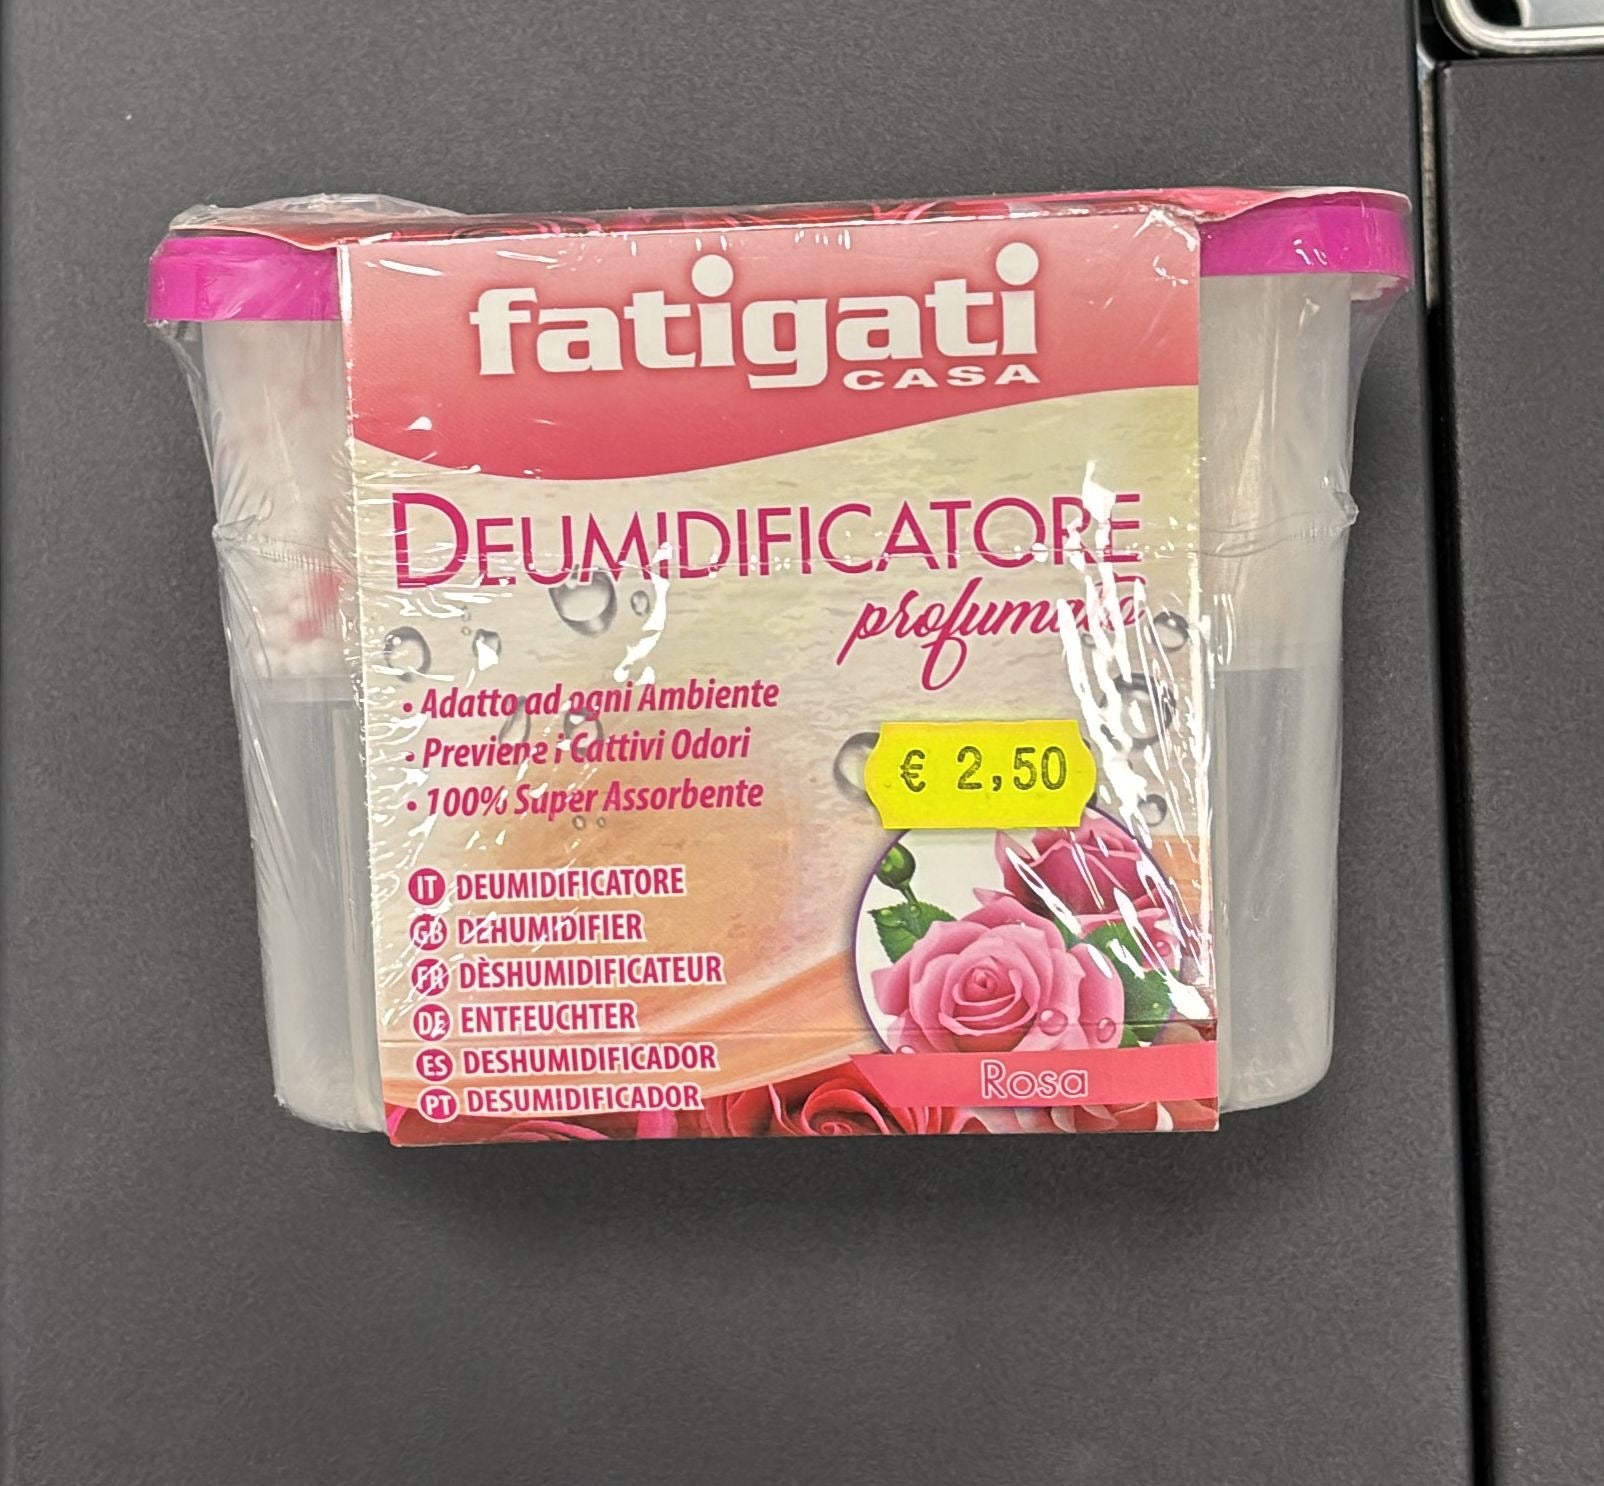 fatigati
CASA
DEUMIDIFICATORE
profumato
• Adatto ad ogni Ambiente
• Previene i Cattivi Odori
• 100% Super Assorbente
€ 2,50
IT DEUMIDIFICATORE
GB DEHUMIDIFIER
FR DÈSHUMIDIFICATEUR
DE ENTFEUCHTER
ES DESHUMIDIFICADOR
PT DESUMIDIFICADOR
Rosa